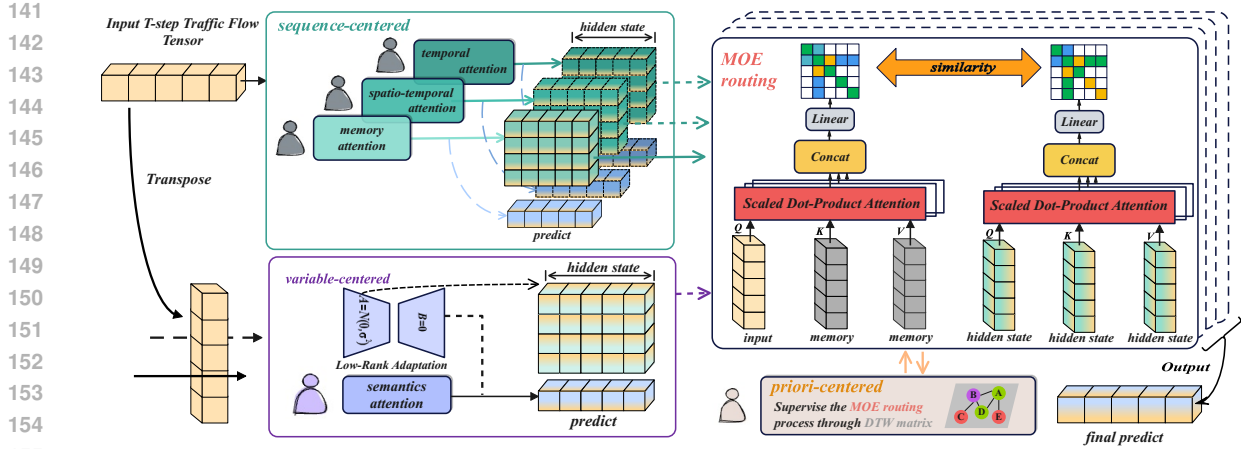 141
142
143
144
145
146
147
148
149
150
151
152
153
154
Input T-step Traffic Flow
Tensor
Transpose
sequence-centered
hidden state
temporal
attention
spatio-temporal
attention
memory
attention
predict
variable-centered
hidden state
A = N(0,σ²)
B=0
Low-Rank Adaptation
semantics
attention
predict
MOE
routing
similarity
Linear
Linear
Concat
Concat
Scaled Dot-Product Attention
Scaled Dot-Product Attention
Q
K
V
Q
K
V
input
memory
memory
hidden state
hidden state
hidden state
priori-centered
Supervise the MOE routing
process through DTW matrix
B
A
C
D
E
Output
final predict